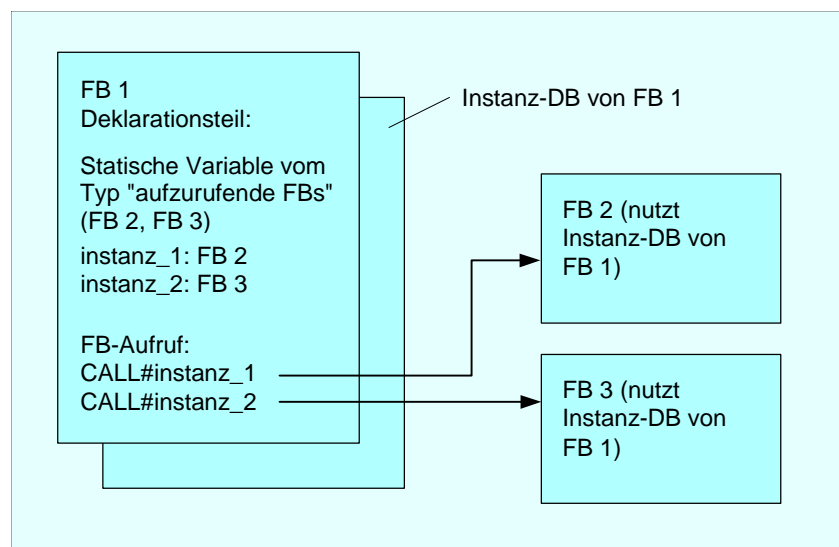 FB 1
Deklarationsteil:
Statische Variable vom
Typ "aufzurufende FBs"
(FB 2, FB 3)
instanz_1: FB 2
instanz_2: FB 3
FB-Aufruf:
CALL#instanz_1
CALL#instanz_2
Instanz-DB von FB 1
FB 2 (nutzt
Instanz-DB von
FB 1)
FB 3 (nutzt
Instanz-DB von
FB 1)